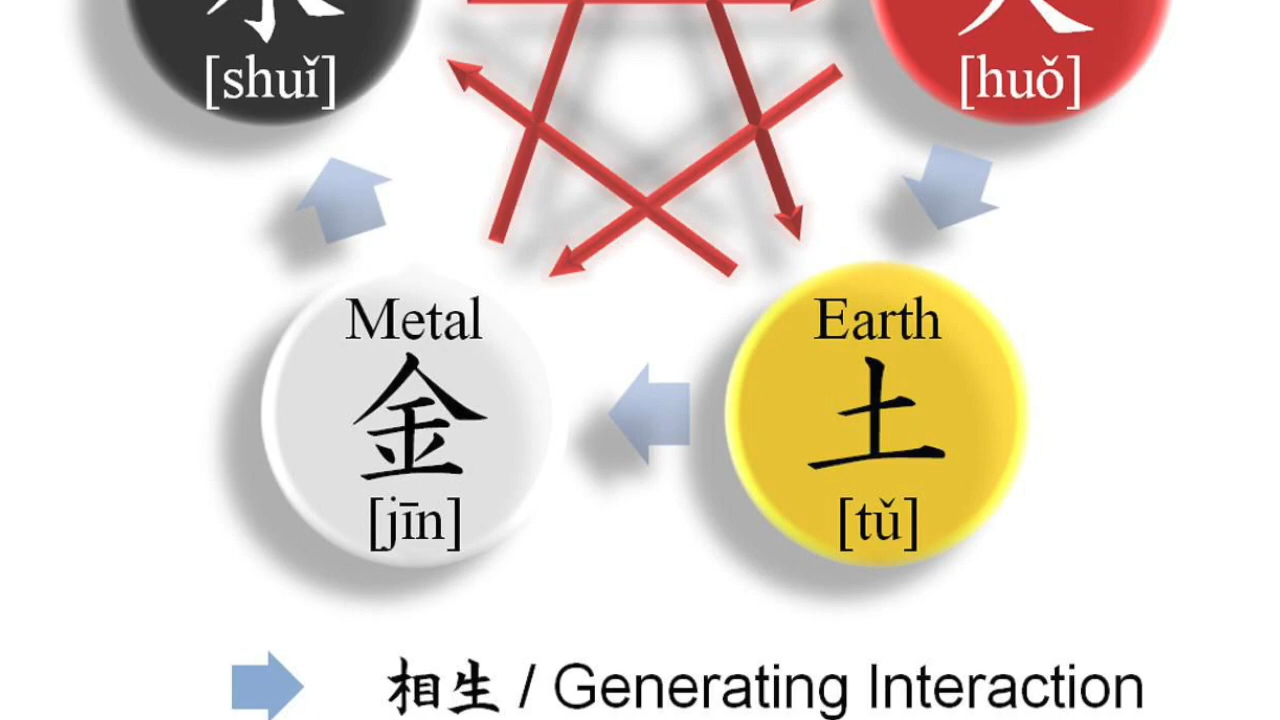 [shuǐ]
[huǒ]
Metal
金
[jīn]
Earth
土
[tǔ]
相生 / Generating Interaction